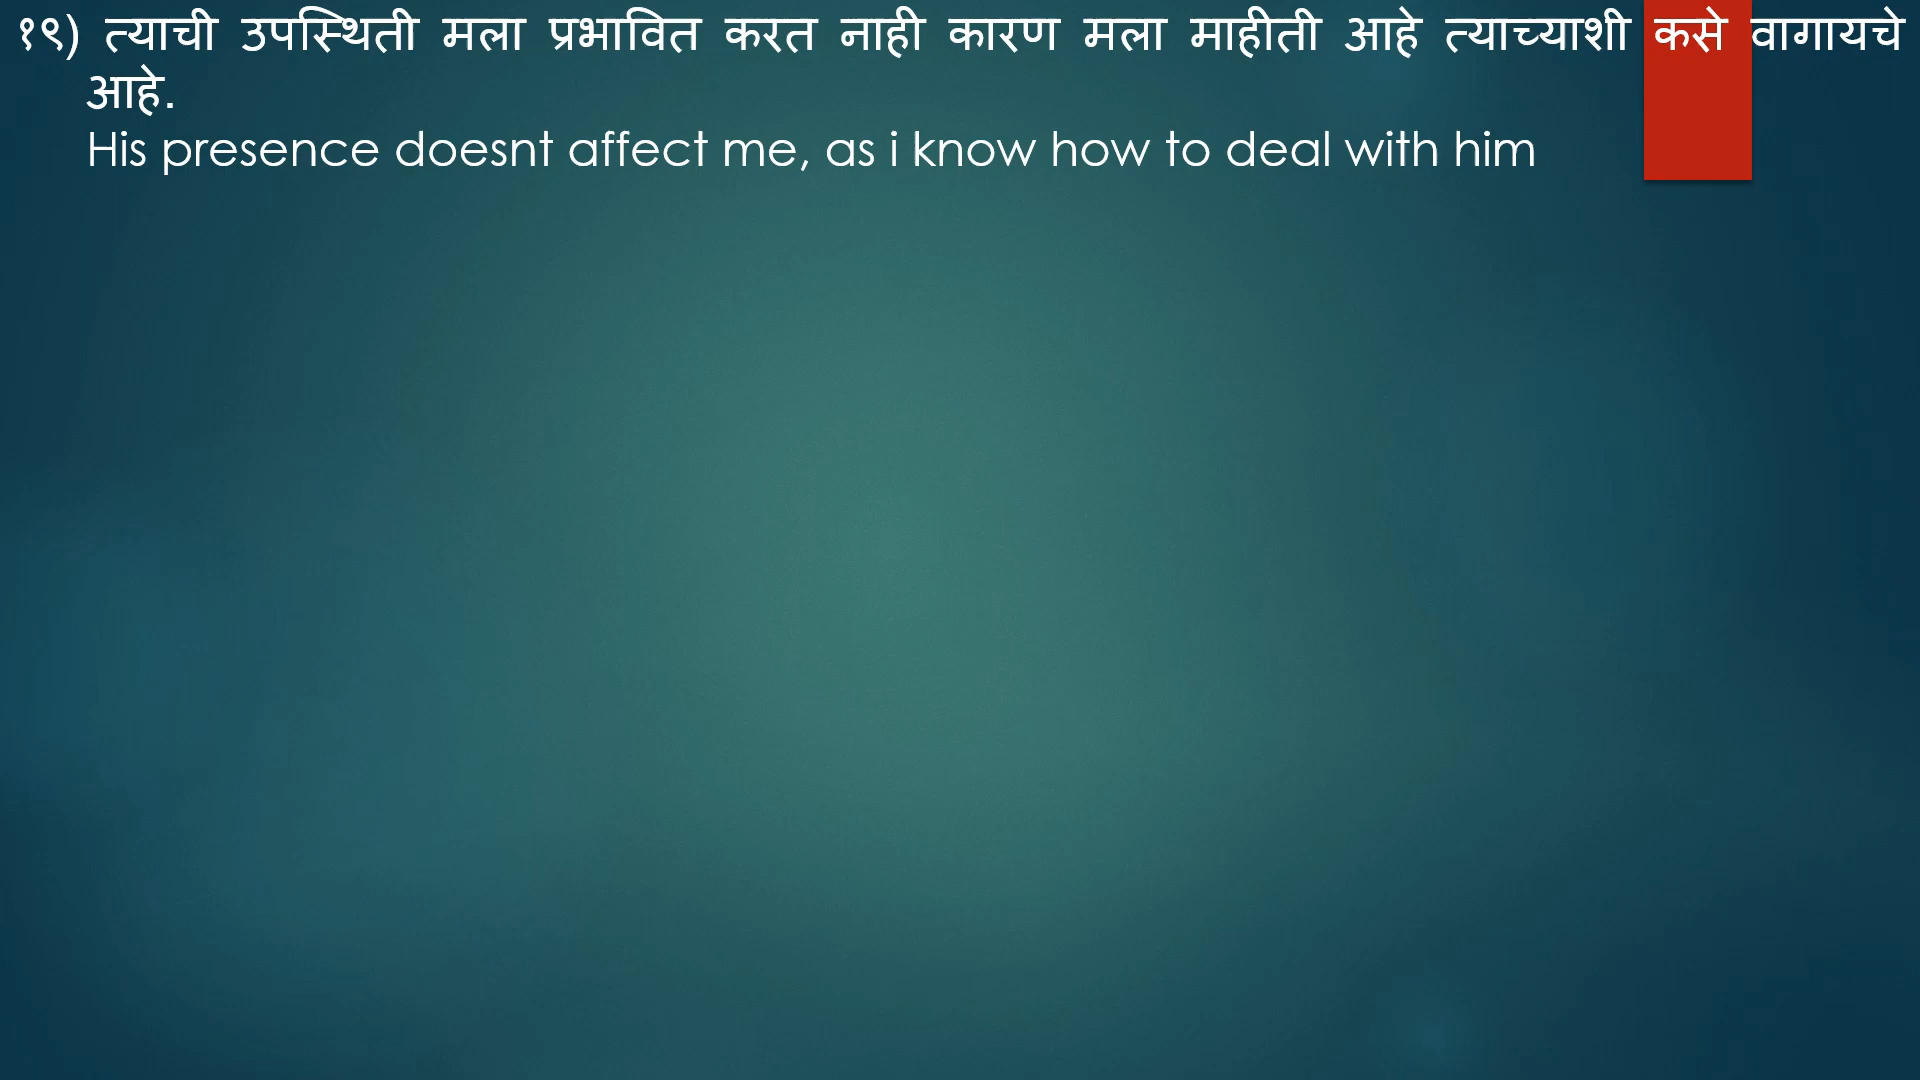 १९) त्याची उपस्थिती मला प्रभावित करत नाही कारण मला माहीती आहे त्याच्याशी कसे वागायचे
आहे.
His presence doesnt affect me, as i know how to deal with him